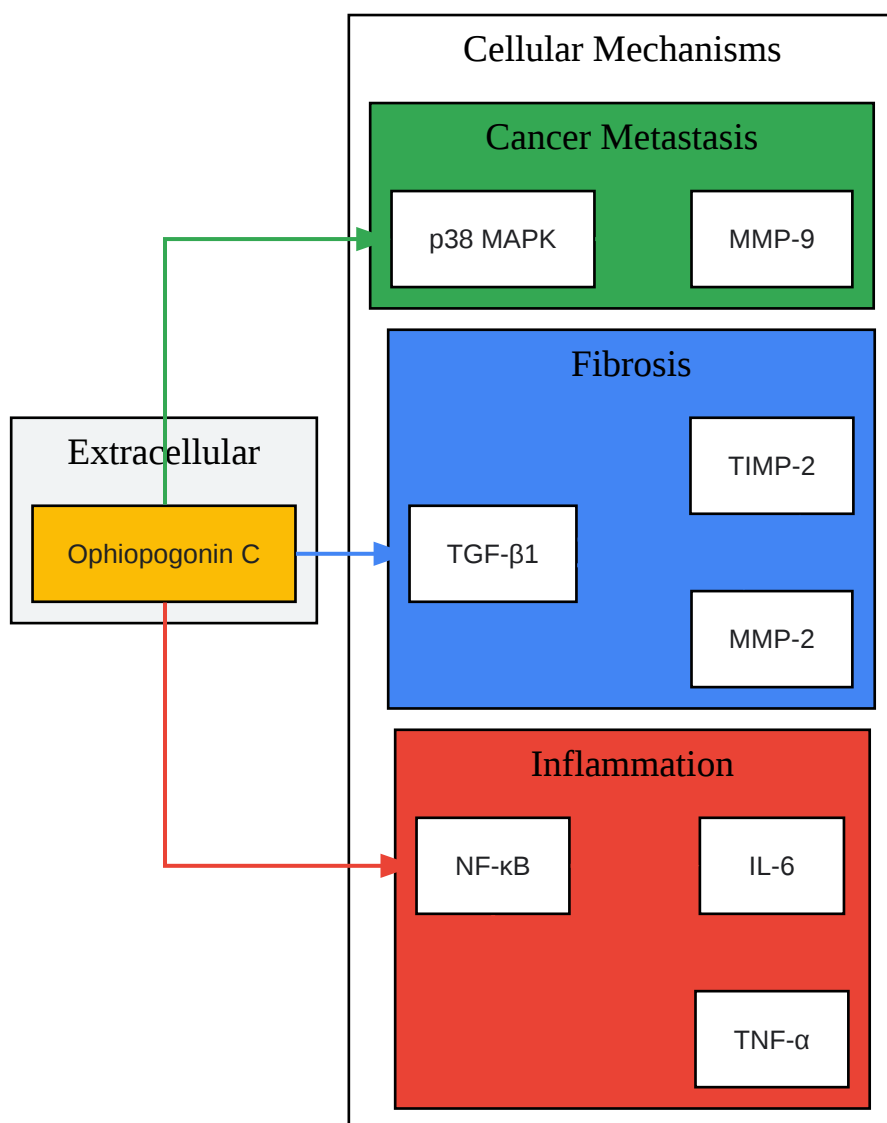 Cellular Mechanisms
Cancer Metastasis
p38 MAPK
MMP-9
Fibrosis
TIMP-2
Extracellular
Ophiopogonin C
TGF-β1
MMP-2
Inflammation
NF-κB
IL-6
TNF-α